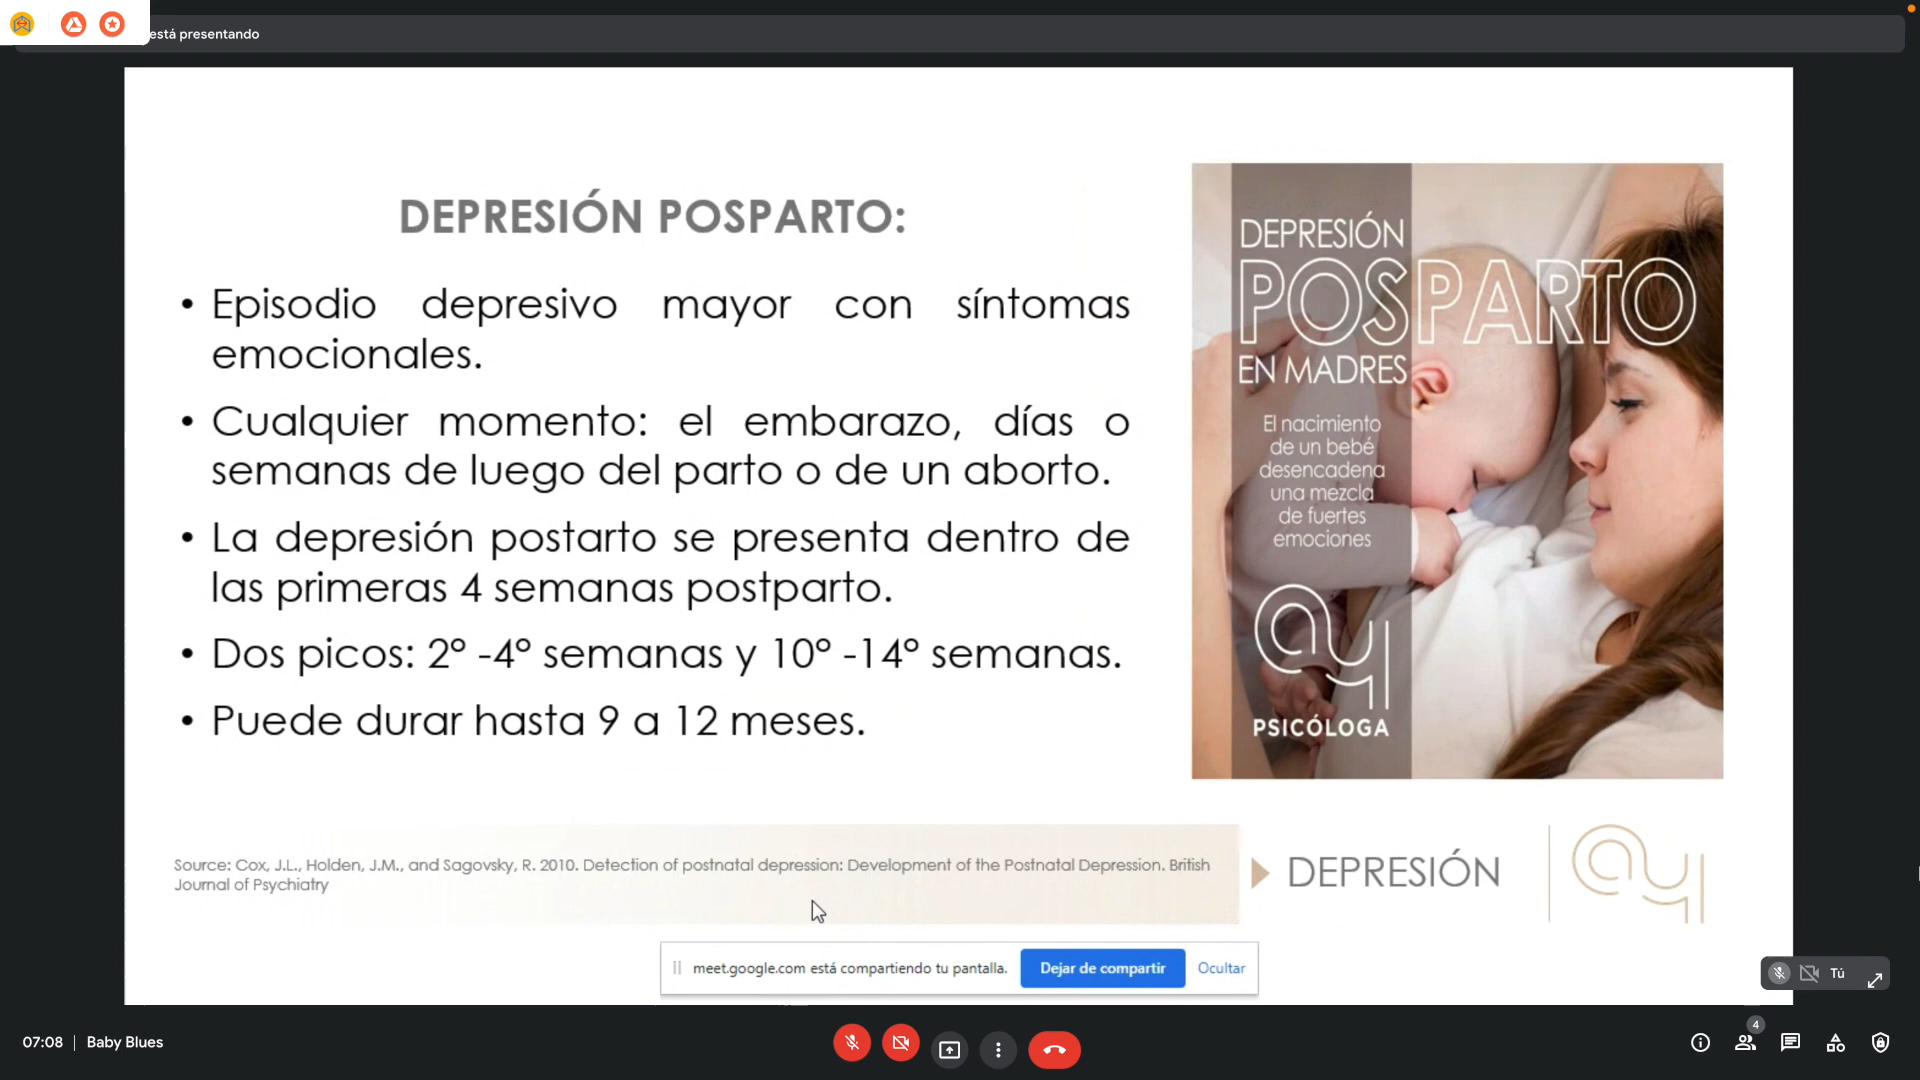 está presentando
DEPRESIÓN POSPARTO:
• Episodio depresivo mayor con síntomas
emocionales.
• Cualquier momento: el embarazo, días o
semanas de luego del parto o de un aborto.
• La depresión postarto se presenta dentro de
las primeras 4 semanas postparto.
• Dos picos: 2° -4° semanas y 10° -14° semanas.
• Puede durar hasta 9 a 12 meses.
DEPRESIÓN
POSPARTO
EN MADRES
El nacimiento
de un bebé
desencadena
una mezcla
de fuertes
emociones
ay
PSICÓLOGA
Source: Cox, J.L., Holden, J.M., and Sagovsky, R. 2010. Detection of postnatal depression: Development of the Postnatal Depression. British
Journal of Psychiatry
DEPRESIÓN
ay
meet.google.com está compartiendo tu pantalla. Dejar de compartir Ocultar
Tú
07:08 | Baby Blues
4